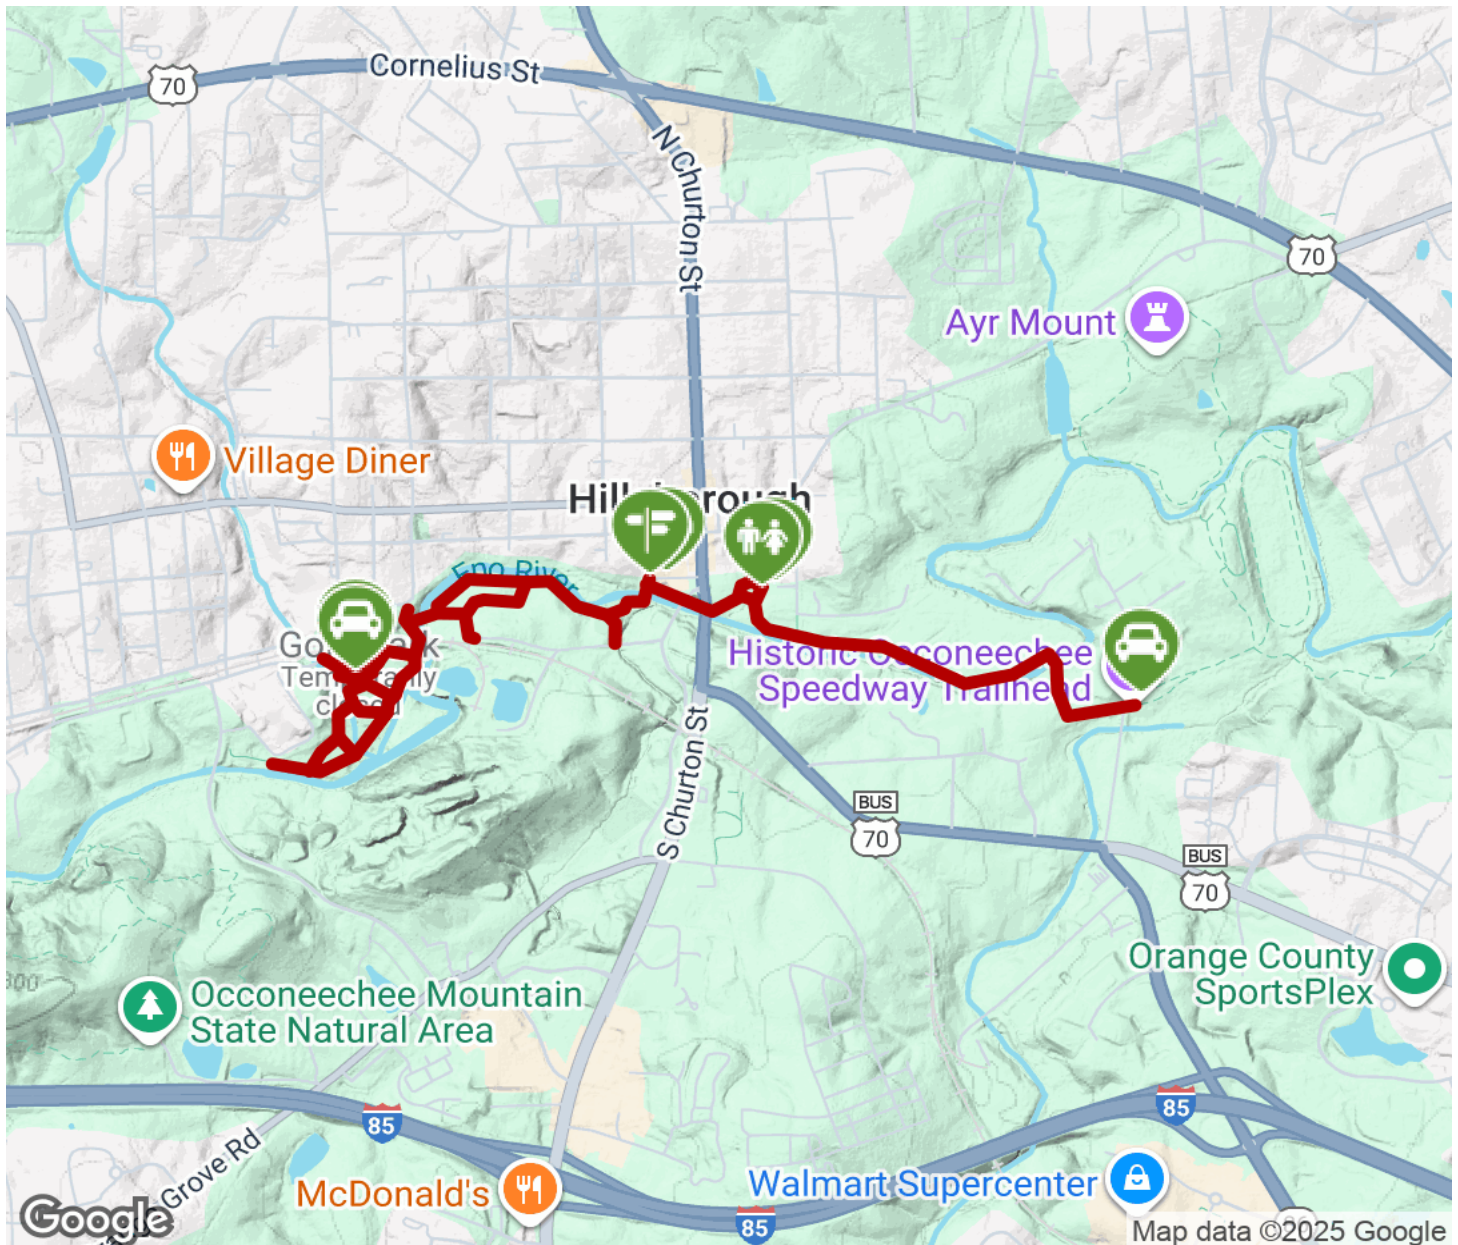 70
Cornelius St
N Churton St
70
Ayr Mount
Village Diner
Eno River
Historic Occoneechee
Speedway Trailhead
S Churton St
BUS
70
BUS
70
Orange County
SportsPlex
Occoneechee Mountain
State Natural Area
85
85
Grove Rd
McDonald's
Walmart Supercenter
85
Google
Map data ©2025 Google